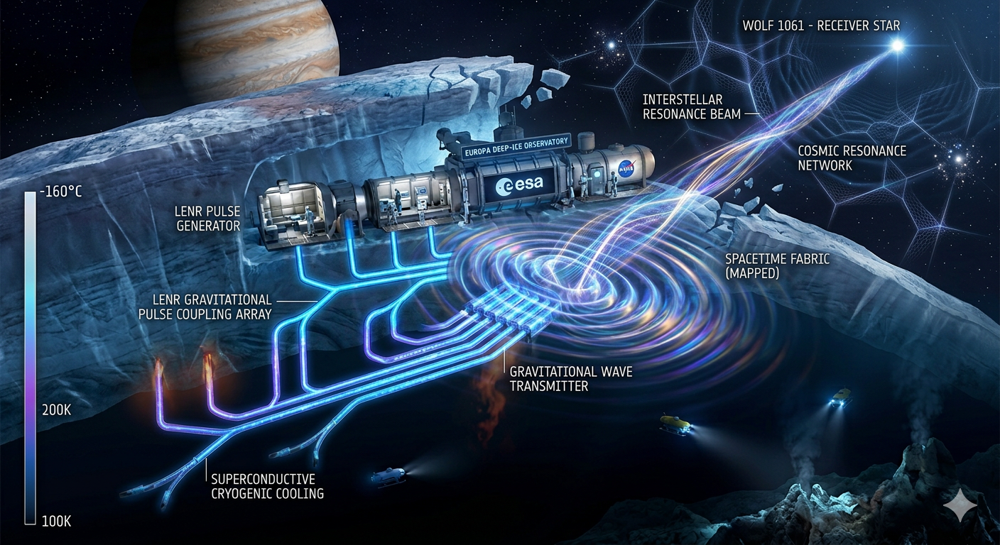 WOLF 1061 - RECEIVER STAR
INTERSTELLAR
RESONANCE BEAM
COSMIC RESONANCE
NETWORK
EUROPA DEEP-ICE ORSERVATORY
esa
-160°C
LENR PULSE
GENERATOR
SPACETIME FABRIC
(MAPPED)
LENR GRAVITATIONAL
PULSE COUPLING ARRAY
GRAVITATIONAL WAVE
TRANSMITTER
200K
SUPERCONDUCTIVE
CRYOGENIC COOLING
100K